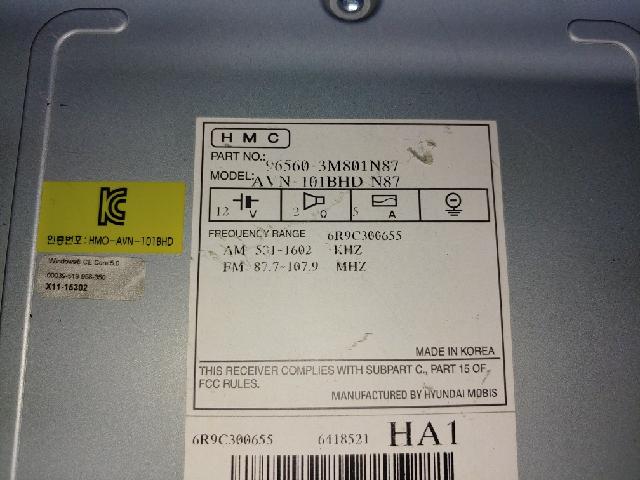 HMC
PART NO.: 96560-3M801N87
MODEL: AVN-101BHD N87
12 V 2 Ω 5 A
FREQUENCY RANGE 6R9C300655
AM 531-1602 KHZ
FM 87.7-107.9 MHZ
인증번호 : HMO-AVN-101BHD
Windows® CE Core 5.0
X11-15302
MADE IN KOREA
THIS RECEIVER COMPLIES WITH SUBPART C., PART 15 OF
FCC RULES.
MANUFACTURED BY HYUNDAI MOBIS
6R9C300655 6418521 HA1